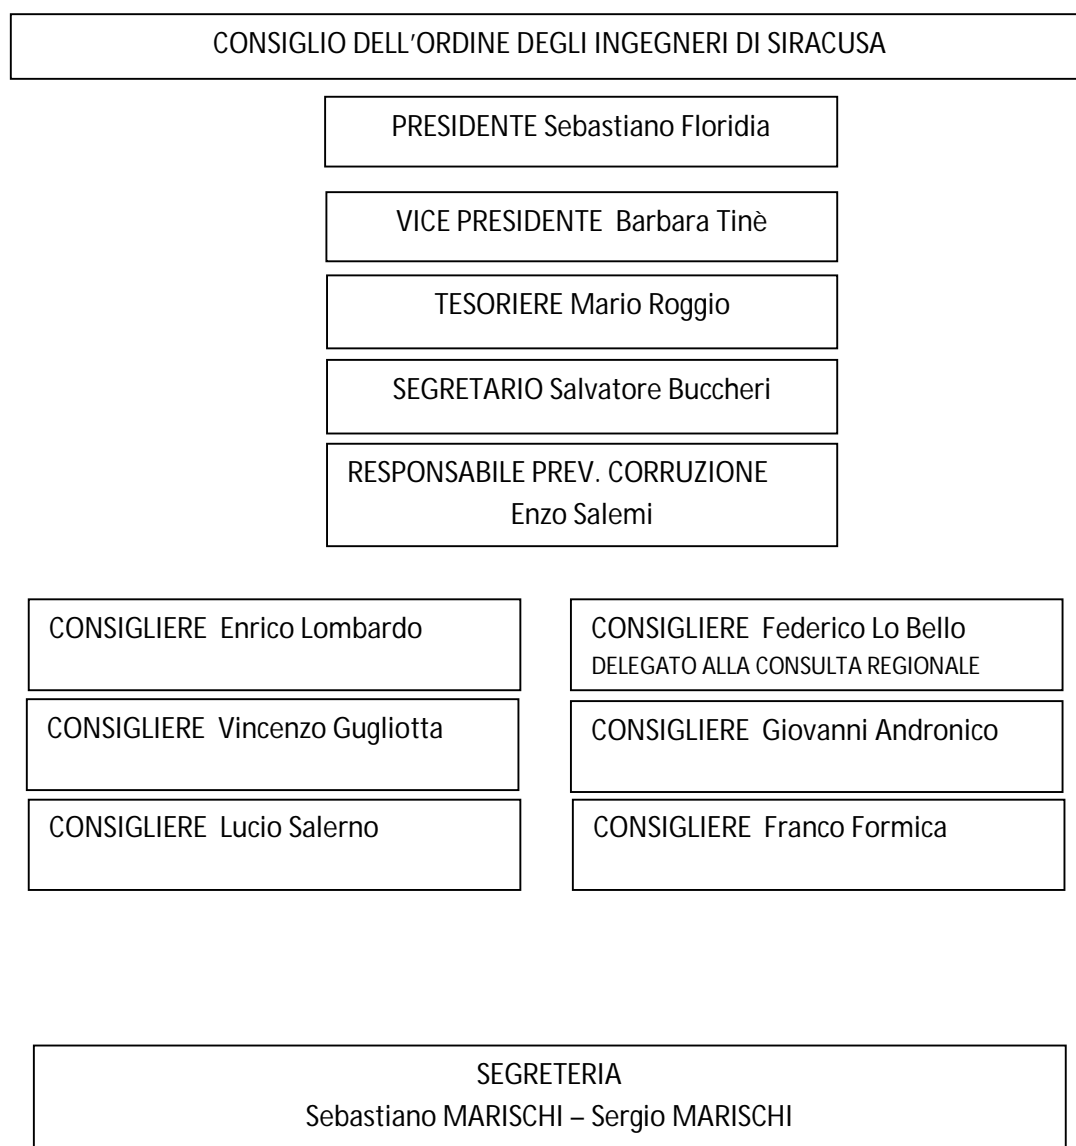 CONSIGLIO DELL’ORDINE DEGLI INGEGNERI DI SIRACUSA
PRESIDENTE Sebastiano Floridia
VICE PRESIDENTE Barbara Tinè
TESORIERE Mario Roggio
SEGRETARIO Salvatore Buccheri
RESPONSABILE PREV. CORRUZIONE
Enzo Salemi
CONSIGLIERE Enrico Lombardo
CONSIGLIERE Federico Lo Bello
DELEGATO ALLA CONSULTA REGIONALE
CONSIGLIERE Vincenzo Gugliotta
CONSIGLIERE Giovanni Andronico
CONSIGLIERE Lucio Salerno
CONSIGLIERE Franco Formica
SEGRETERIA
Sebastiano MARISCHI – Sergio MARISCHI